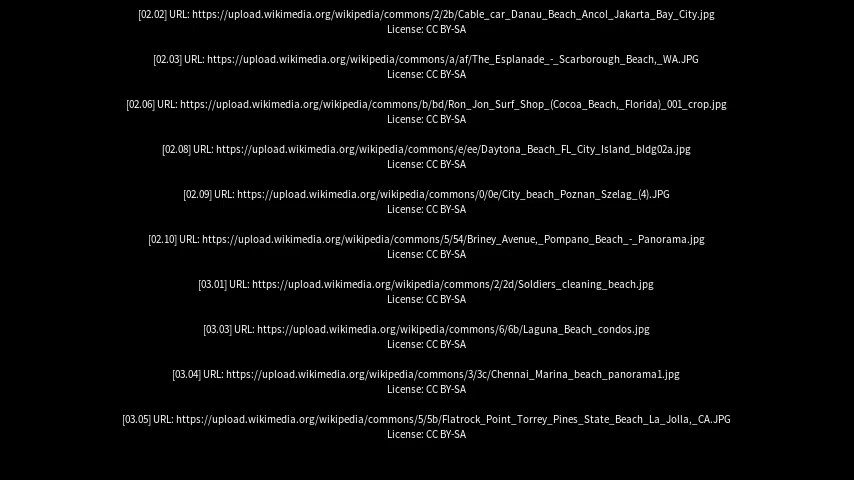 [02.02] URL: https://upload.wikimedia.org/wikipedia/commons/2/2b/Cable_car_Danau_Beach_Ancol_Jakarta_Bay_City.jpg
License: CC BY-SA
[02.03] URL: https://upload.wikimedia.org/wikipedia/commons/a/af/The_Esplanade_-_Scarborough_Beach,_WA.JPG
License: CC BY-SA
[02.06] URL: https://upload.wikimedia.org/wikipedia/commons/b/bd/Ron_Jon_Surf_Shop_(Cocoa_Beach,_Florida)_001_crop.jpg
License: CC BY-SA
[02.08] URL: https://upload.wikimedia.org/wikipedia/commons/e/ee/Daytona_Beach_FL_City_Island_bldg02a.jpg
License: CC BY-SA
[02.09] URL: https://upload.wikimedia.org/wikipedia/commons/0/0e/City_beach_Poznan_Szelag_(4).JPG
License: CC BY-SA
[02.10] URL: https://upload.wikimedia.org/wikipedia/commons/5/54/Briney_Avenue,_Pompano_Beach_-_Panorama.jpg
License: CC BY-SA
[03.01] URL: https://upload.wikimedia.org/wikipedia/commons/2/2d/Soldiers_cleaning_beach.jpg
License: CC BY-SA
[03.03] URL: https://upload.wikimedia.org/wikipedia/commons/6/6b/Laguna_Beach_condos.jpg
License: CC BY-SA
[03.04] URL: https://upload.wikimedia.org/wikipedia/commons/3/3c/Chennai_Marina_beach_panorama1.jpg
License: CC BY-SA
[03.05] URL: https://upload.wikimedia.org/wikipedia/commons/5/5b/Flatrock_Point_Torrey_Pines_State_Beach_La_Jolla,_CA.JPG
License: CC BY-SA